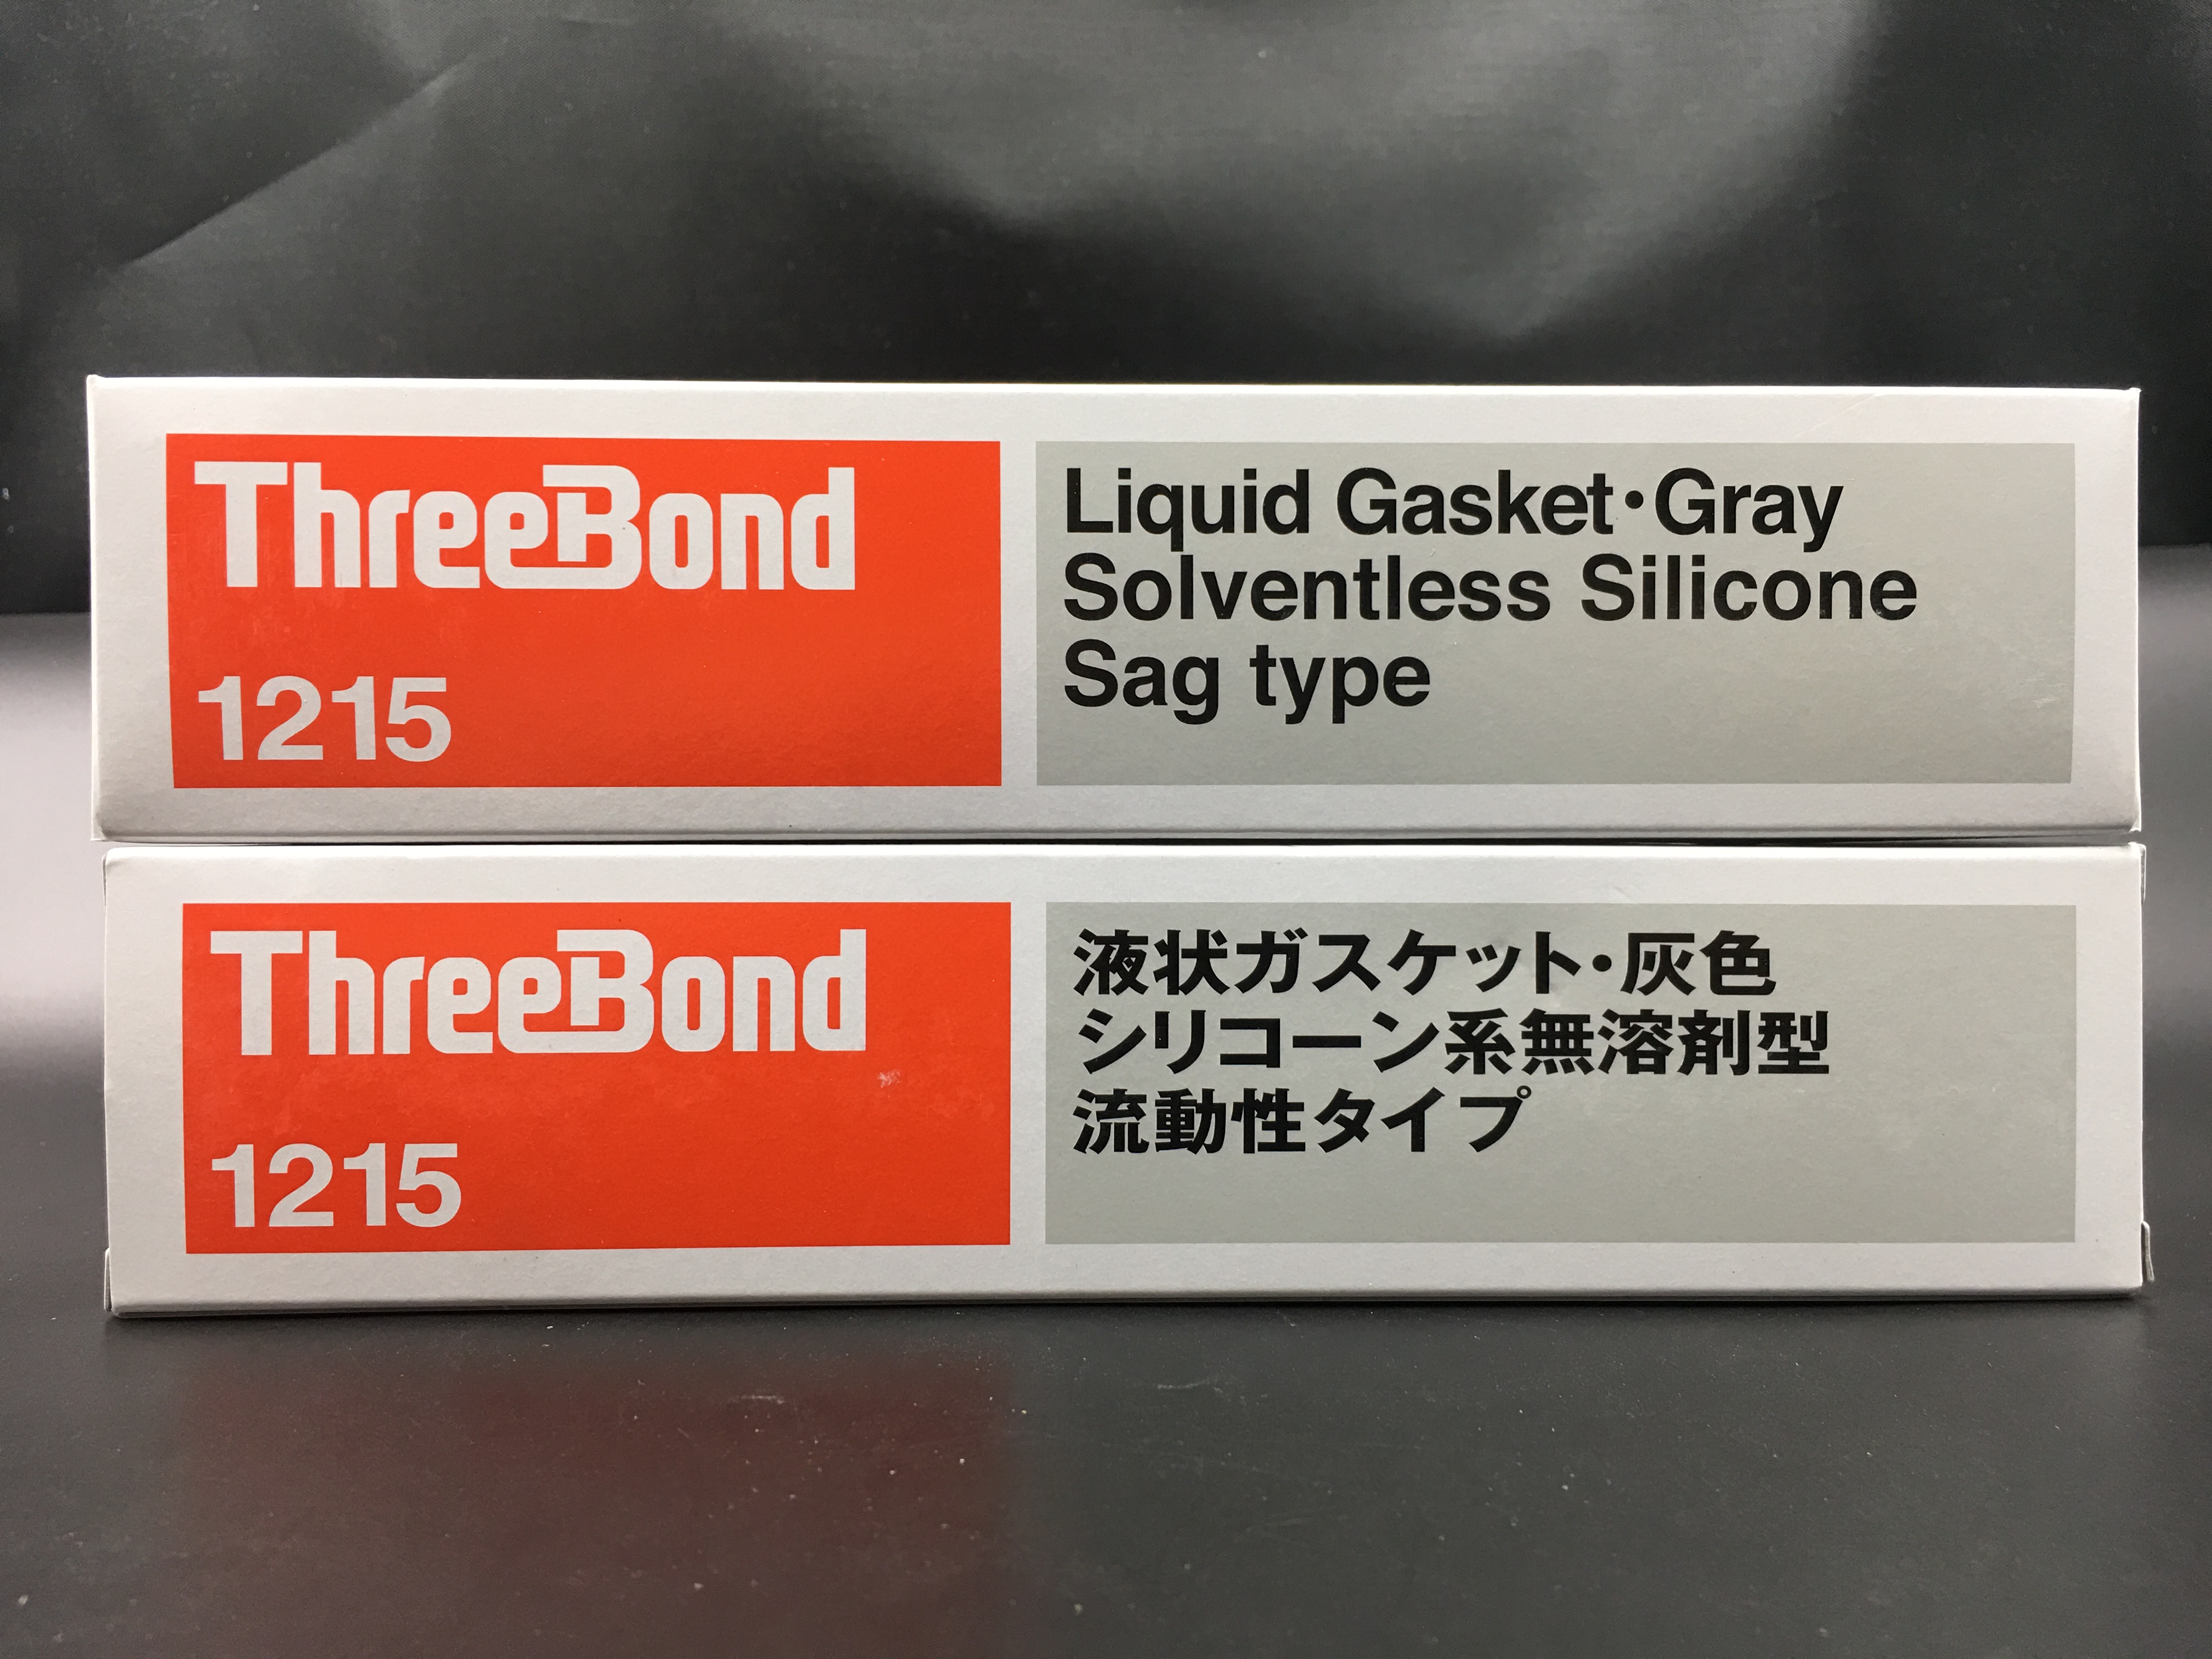 ThreeBond
1215
Liquid Gasket・Gray
Solventless Silicone
Sag type
ThreeBond
1215
液状ガスケット・灰色
シリコーン系無溶剤型
流動性タイプ